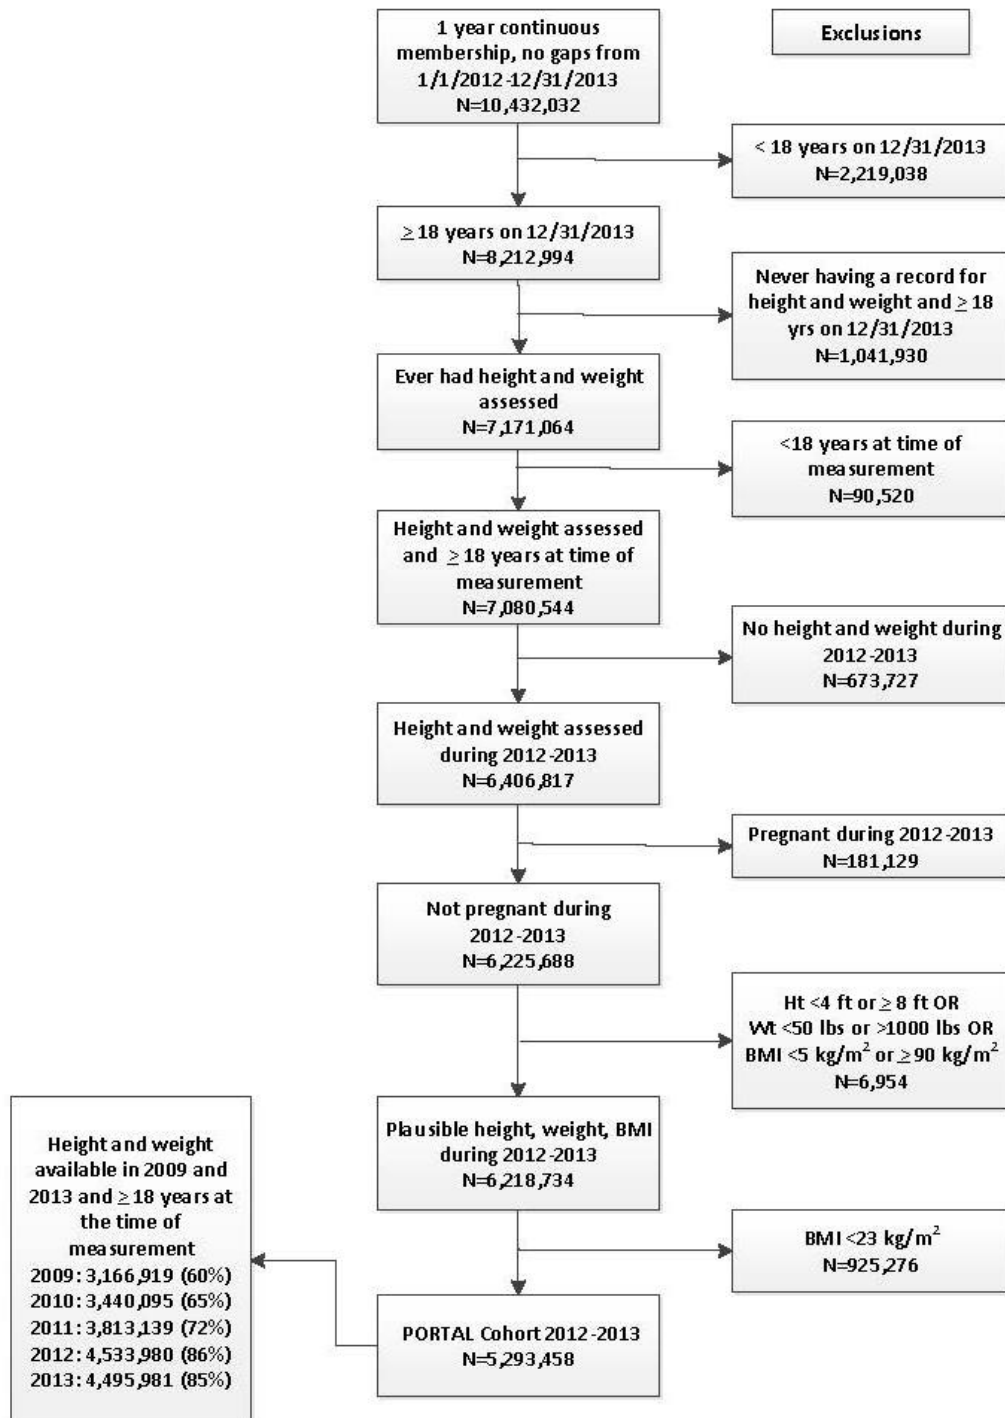 1 year continuous
membership, no gaps from
1/1/2012-12/31/2013
N=10,432,032
Exclusions
< 18 years on 12/31/2013
N=2,219,038
≥ 18 years on 12/31/2013
N=8,212,994
Never having a record for
height and weight and ≥ 18
yrs on 12/31/2013
N=1,041,930
Ever had height and weight
assessed
N=7,171,064
<18 years at time of
measurement
N=90,520
Height and weight assessed
and ≥ 18 years at time of
measurement
N=7,080,544
No height and weight during
2012-2013
N=673,727
Height and weight assessed
during 2012-2013
N=6,406,817
Pregnant during 2012-2013
N=181,129
Not pregnant during
2012-2013
N=6,225,688
Ht <4 ft or ≥ 8 ft OR
Wt <50 lbs or >1000 lbs OR
BMI <5 kg/m² or ≥90 kg/m²
N=6,954
Plausible height, weight, BMI
during 2012-2013
N=6,218,734
BMI <23 kg/m²
N=925,276
PORTAL Cohort 2012-2013
N=5,293,458
Height and weight
available in 2009 and
2013 and ≥ 18 years at
the time of
measurement
2009: 3,166,919 (60%)
2010: 3,440,095 (65%)
2011: 3,813,139 (72%)
2012: 4,533,980 (86%)
2013: 4,495,981 (85%)